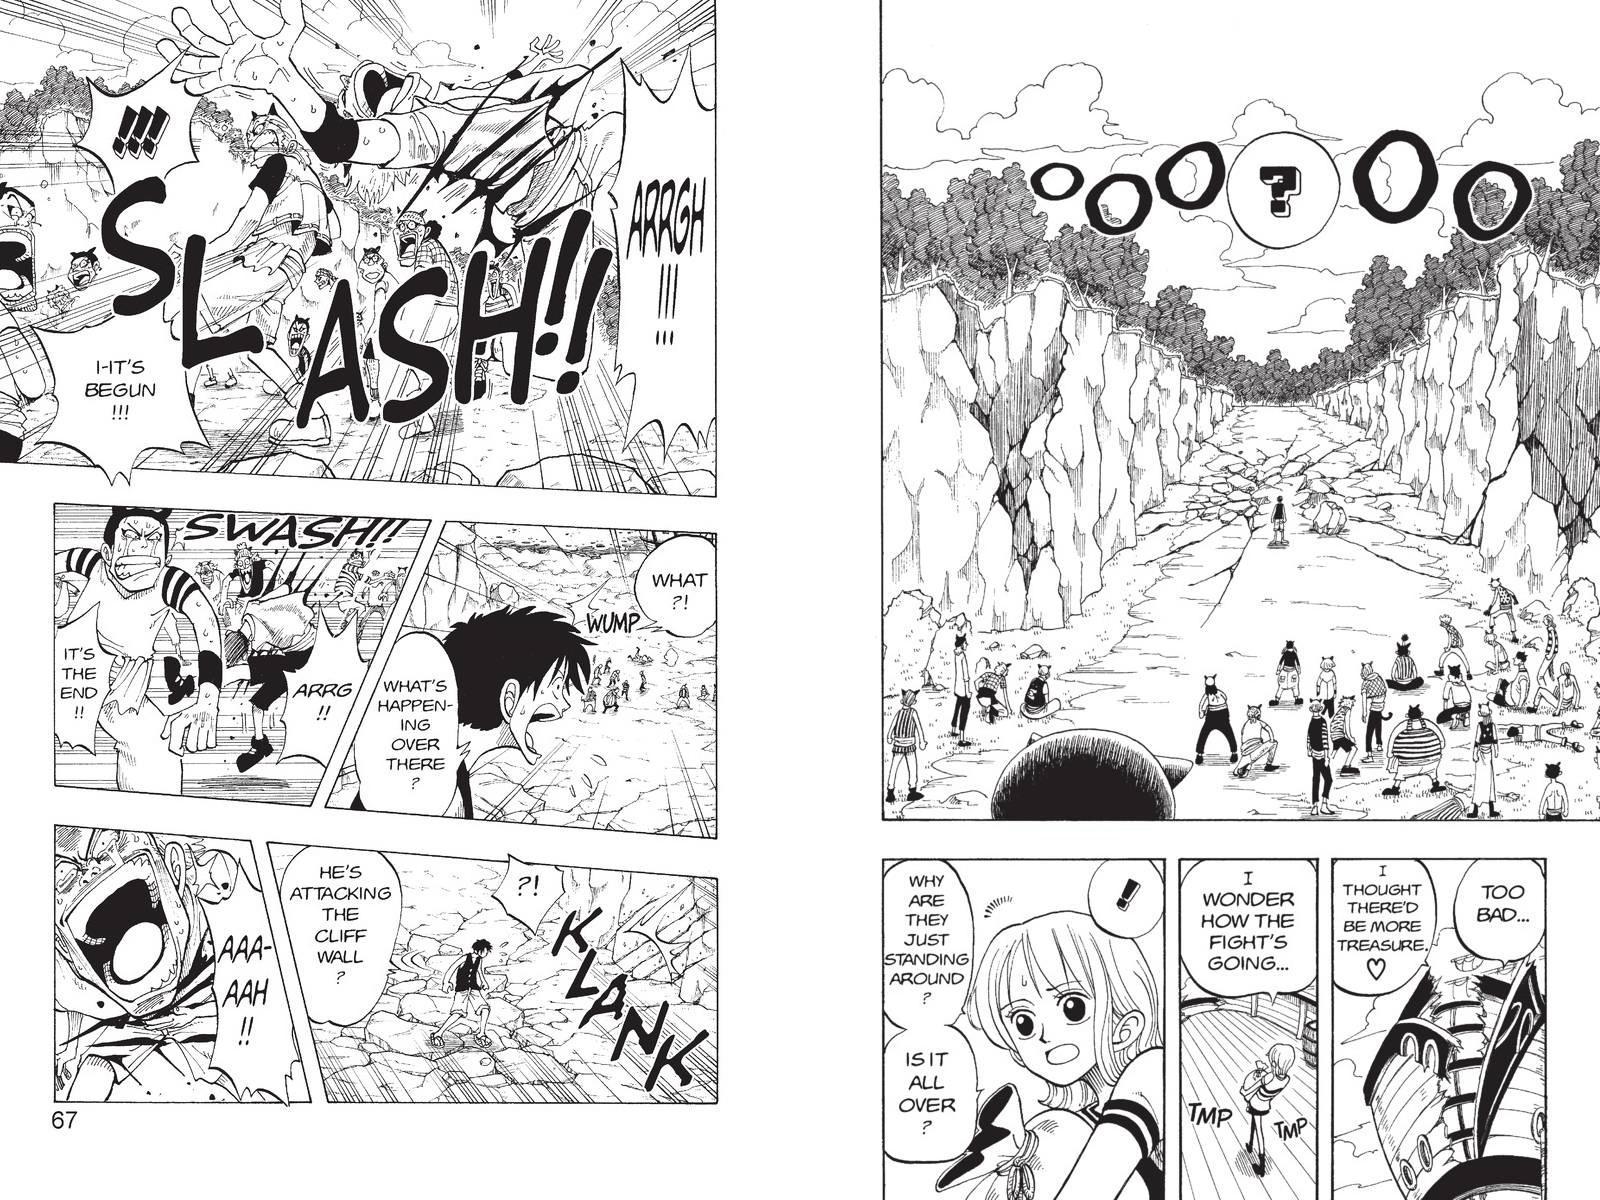 ?
TOO
BAD...
I
THOUGHT
THERE'D
BE MORE
TREASURE.
♡
I
WONDER
HOW THE
FIGHT'S
GOING...
TMP
TMP
!
WHY
ARE
THEY
JUST
STANDING
AROUND
?
IS IT
ALL
OVER
?
ARRGH
!!!
!!!
!!!
SLASH!!
I-IT'S
BEGUN
!!!
WHAT
?!
WUMP
WHAT'S
HAPPEN-
ING
OVER
THERE
?
SWASH!!
ARRG
!!
IT'S
THE
END
!!
?!
KLANK
HE'S
ATTACKING
THE
CLIFF
WALL
?
AAA-
AAH
!!
67